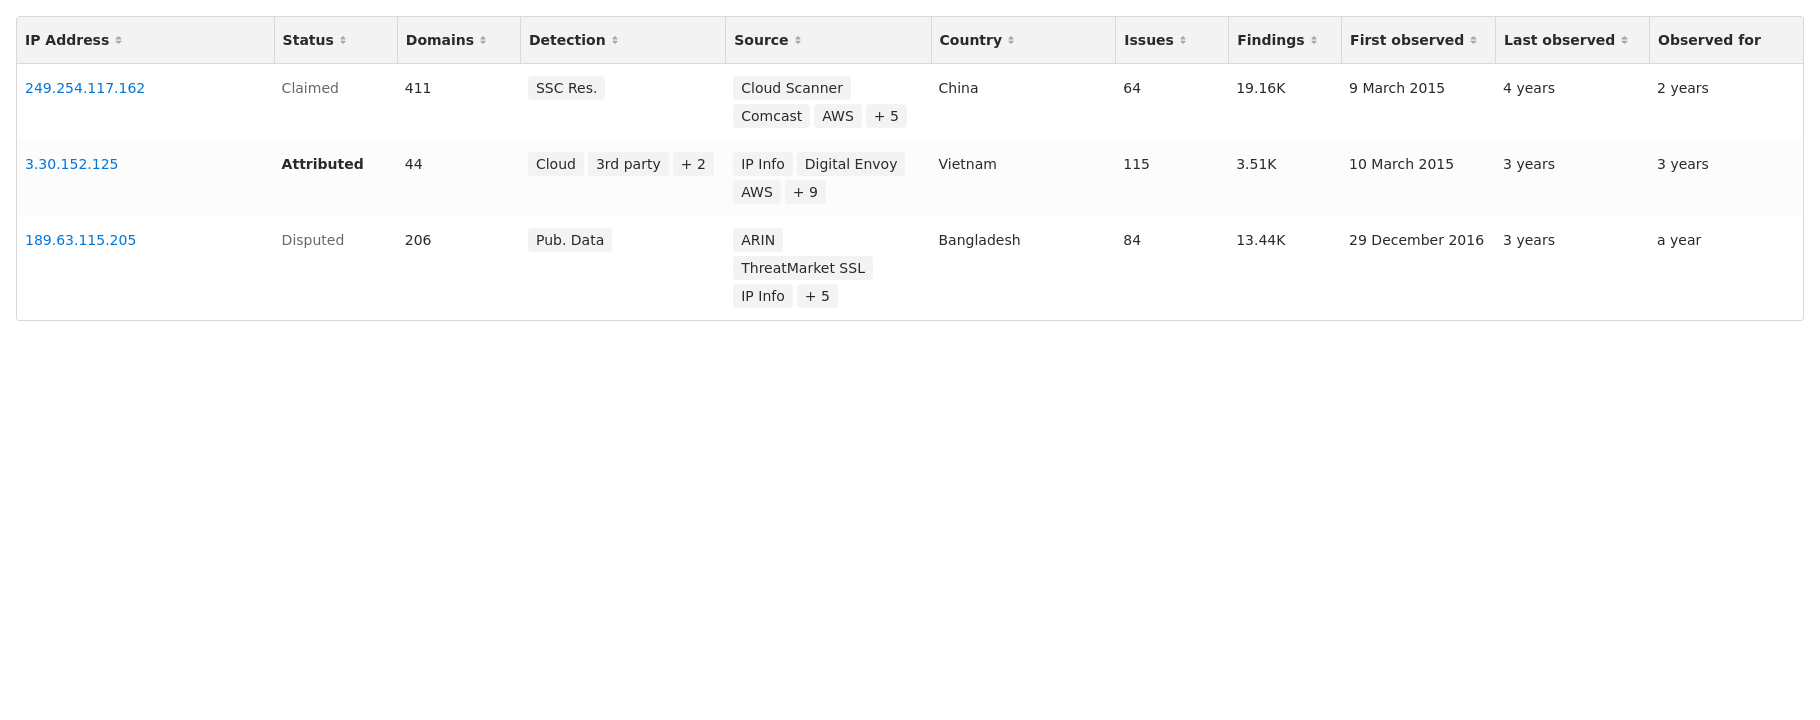 IP Address Status Domains Detection Source Country Issues Findings First observed Last observed Observed for
249.254.117.162 Claimed 411 SSC Res. Cloud Scanner China 64 19.16K 9 March 2015 4 years 2 years
Comcast AWS + 5
3.30.152.125 Attributed 44 Cloud 3rd party + 2 IP Info Digital Envoy Vietnam 115 3.51K 10 March 2015 3 years 3 years
AWS + 9
189.63.115.205 Disputed 206 Pub. Data ARIN Bangladesh 84 13.44K 29 December 2016 3 years a year
ThreatMarket SSL
IP Info + 5